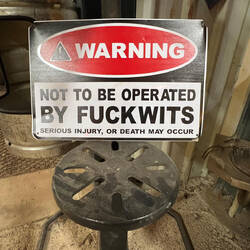 WARNING
NOT TO BE OPERATED
BY FUCKWITS
SERIOUS INJURY, OR DEATH MAY OCCUR